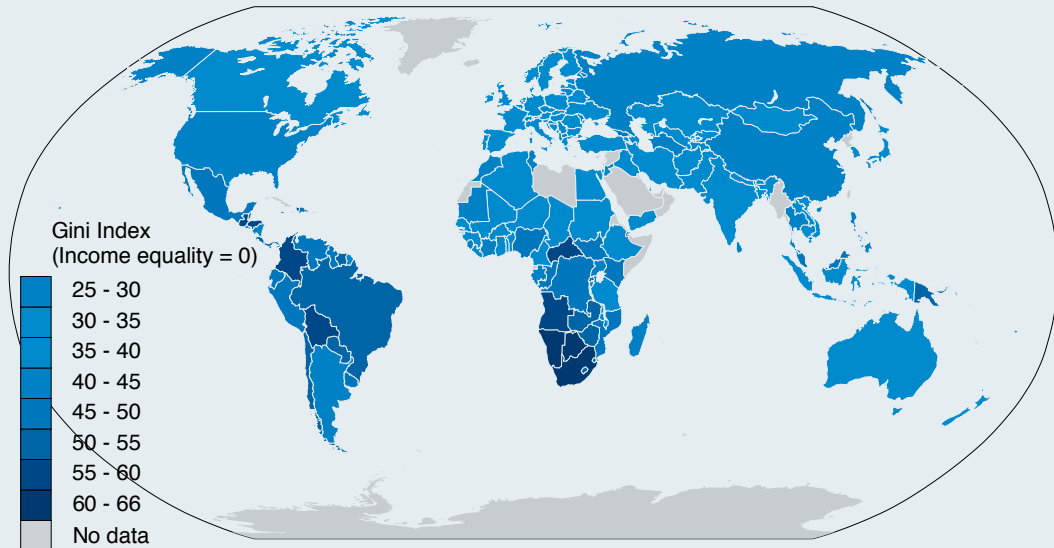 Gini Index
(Income equality = 0)
25 - 30
30 - 35
35 - 40
40 - 45
45 - 50
50 - 55
55 - 60
60 - 66
No data